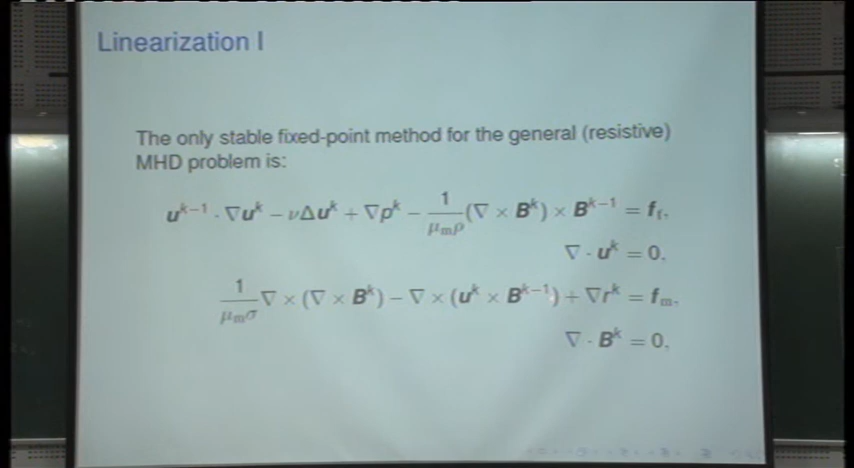 Linearization I
The only stable fixed-point method for the general (resistive)
MHD problem is:
u^{k−1} · ∇u^k − νΔu^k + ∇p^k − 1/(μ_m ρ) (∇ × B^k) × B^{k−1} = f_f,
∇ · u^k = 0,
1/(μ_m σ) ∇ × (∇ × B^k) − ∇ × (u^k × B^{k−1}) + ∇r^k = f_m,
∇ · B^k = 0.